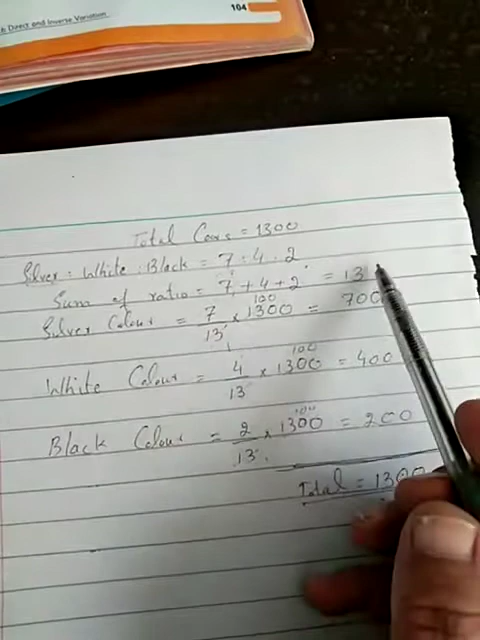 b Direct and Inverse Variation 104
Total Cars = 1300
Silver : White : Black = 7 : 4 : 2
Sum of ratio = 7 + 4 + 2 = 13
Silver Colour = 7/13 × 1300 100 = 700
White Colour = 4/13 × 1300 100 = 400
Black Colour = 2/13 × 1300 100 = 200
Total = 1300